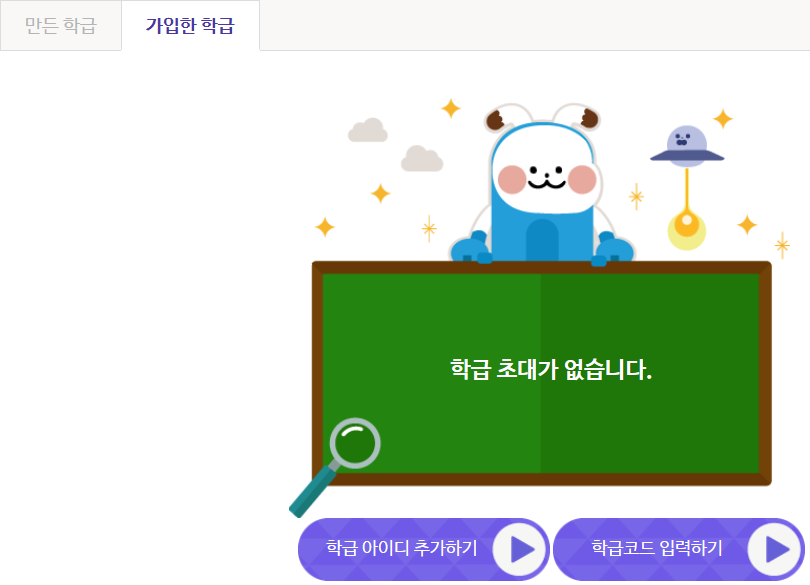 만든 학급
가입한 학급
학급 초대가 없습니다.
학급 아이디 추가하기
학급코드 입력하기